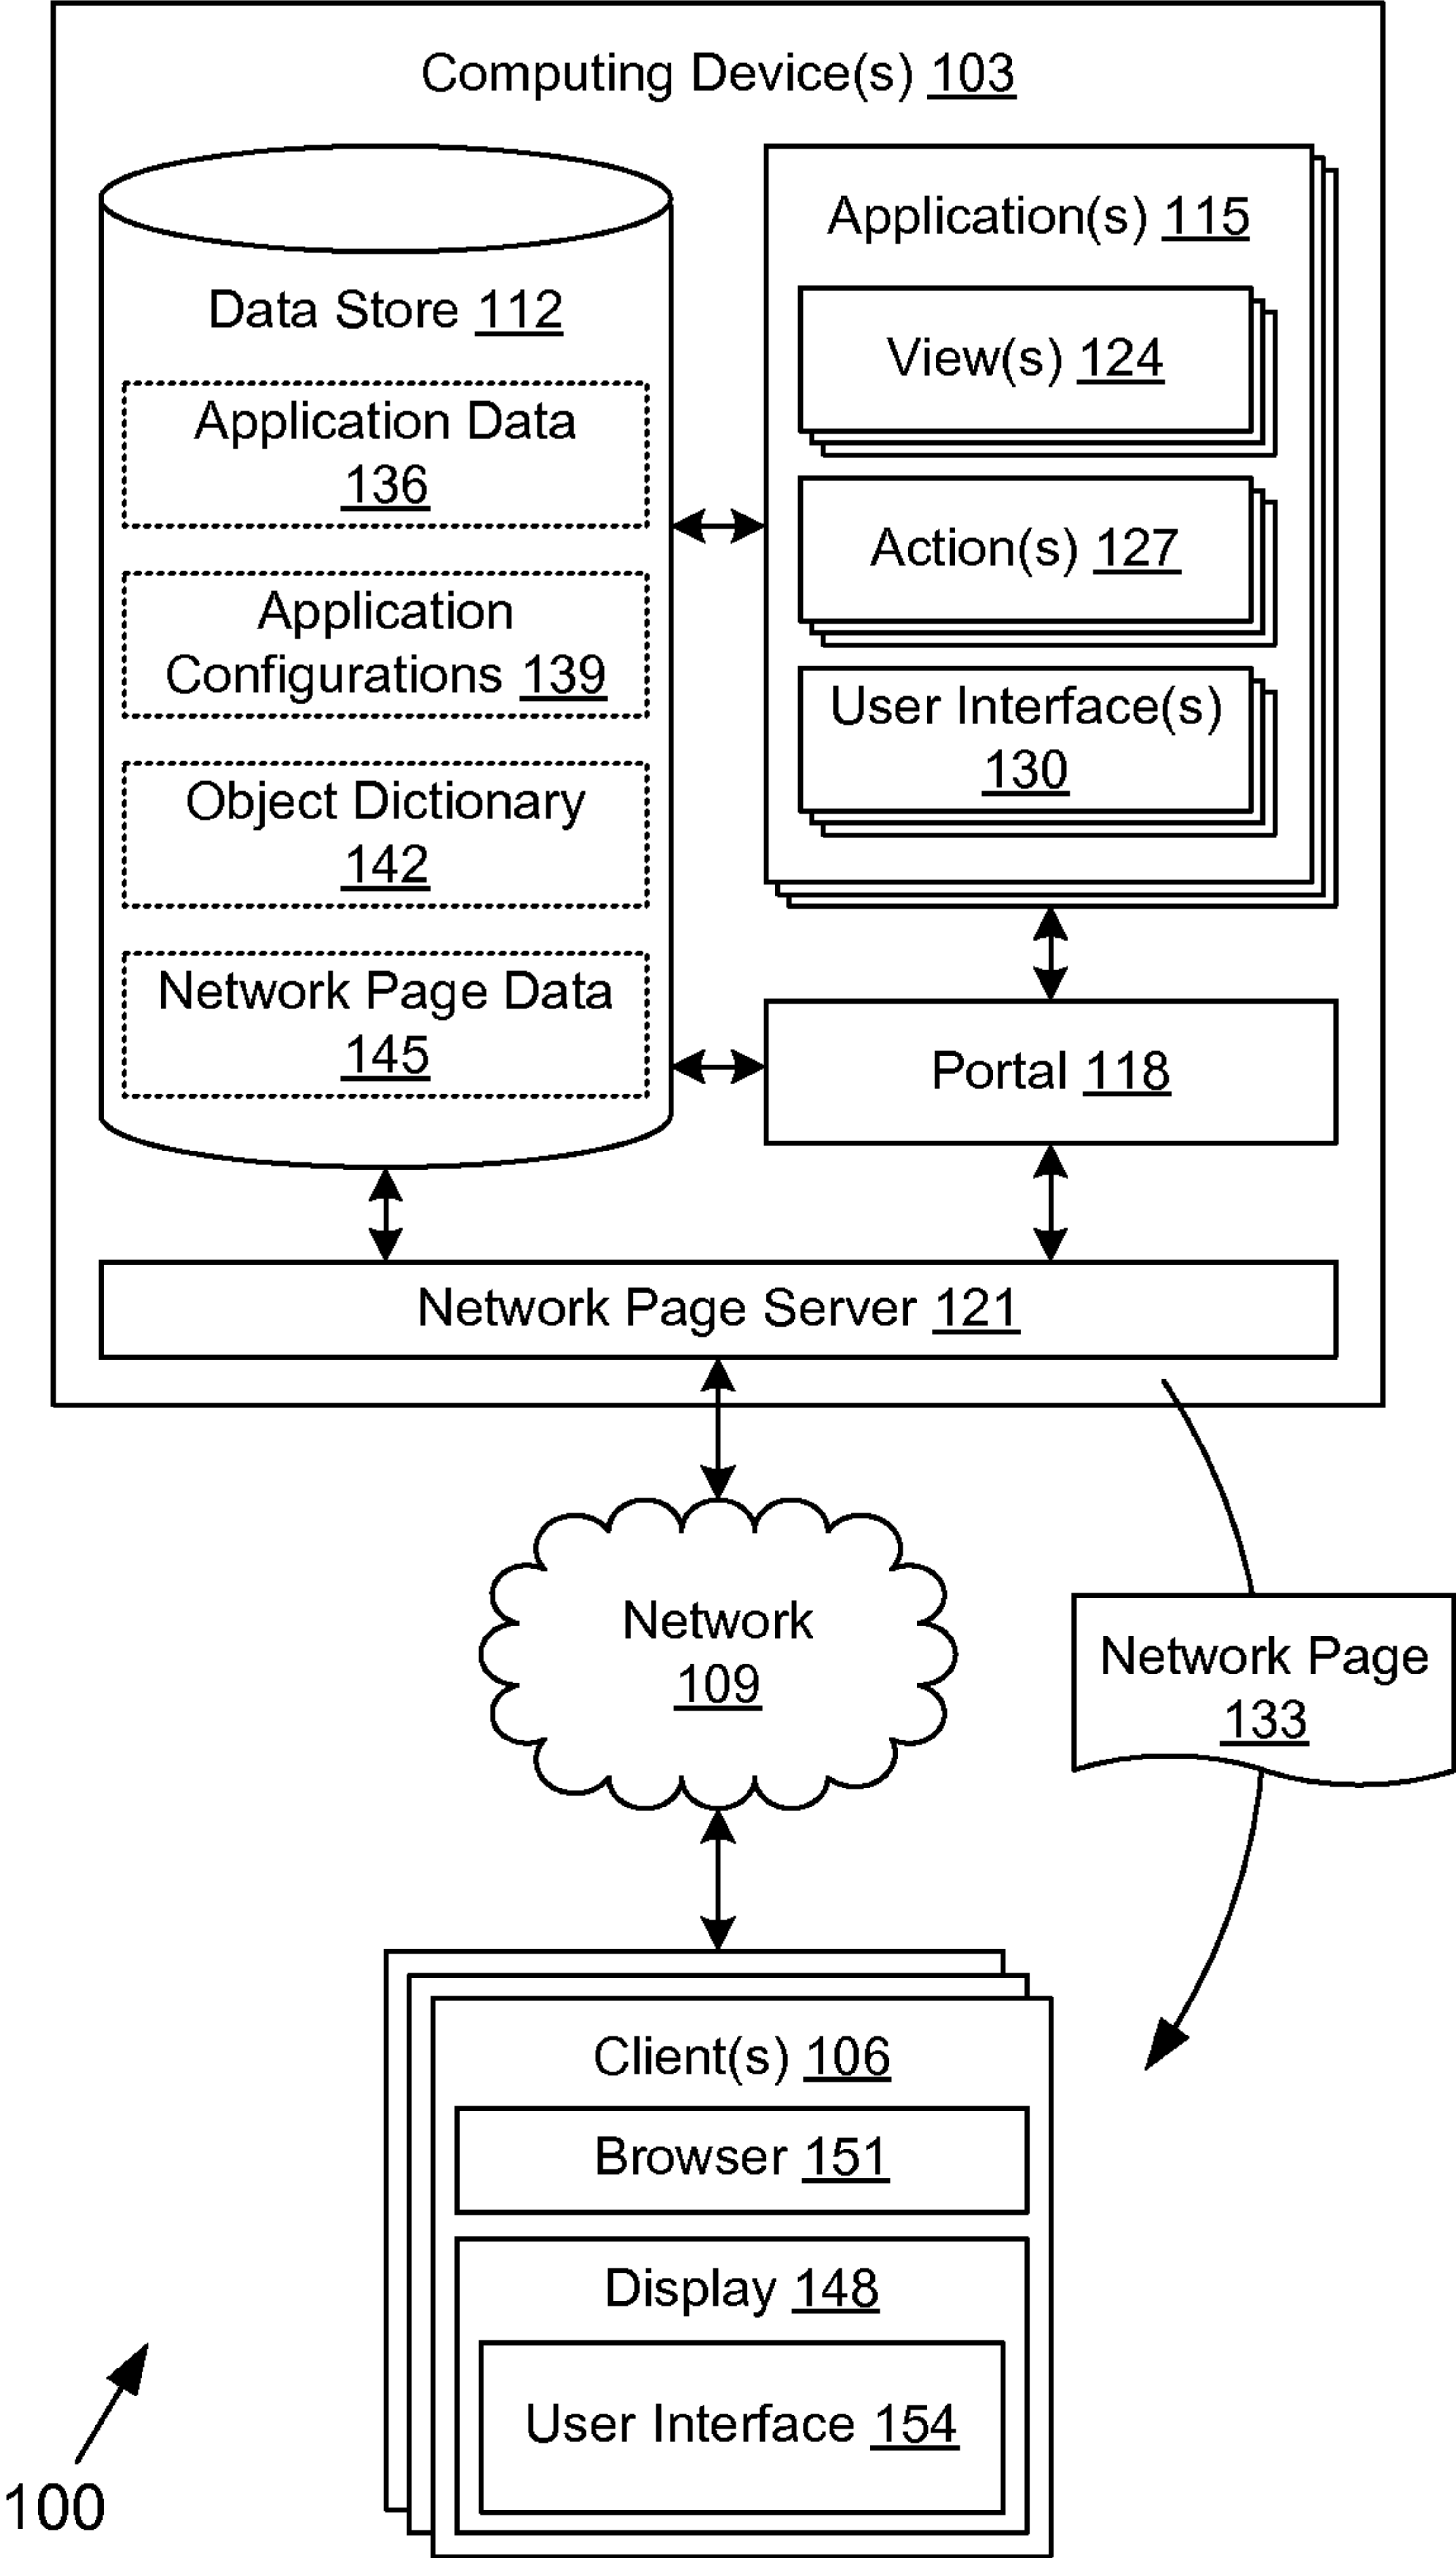 Computing Device(s) 103
Data Store 112
Application Data
136
Application
Configurations 139
Object Dictionary
142
Network Page Data
145
Application(s) 115
View(s) 124
Action(s) 127
User Interface(s)
130
Portal 118
Network Page Server 121
Network
109
Network Page
133
Client(s) 106
Browser 151
Display 148
User Interface 154
100